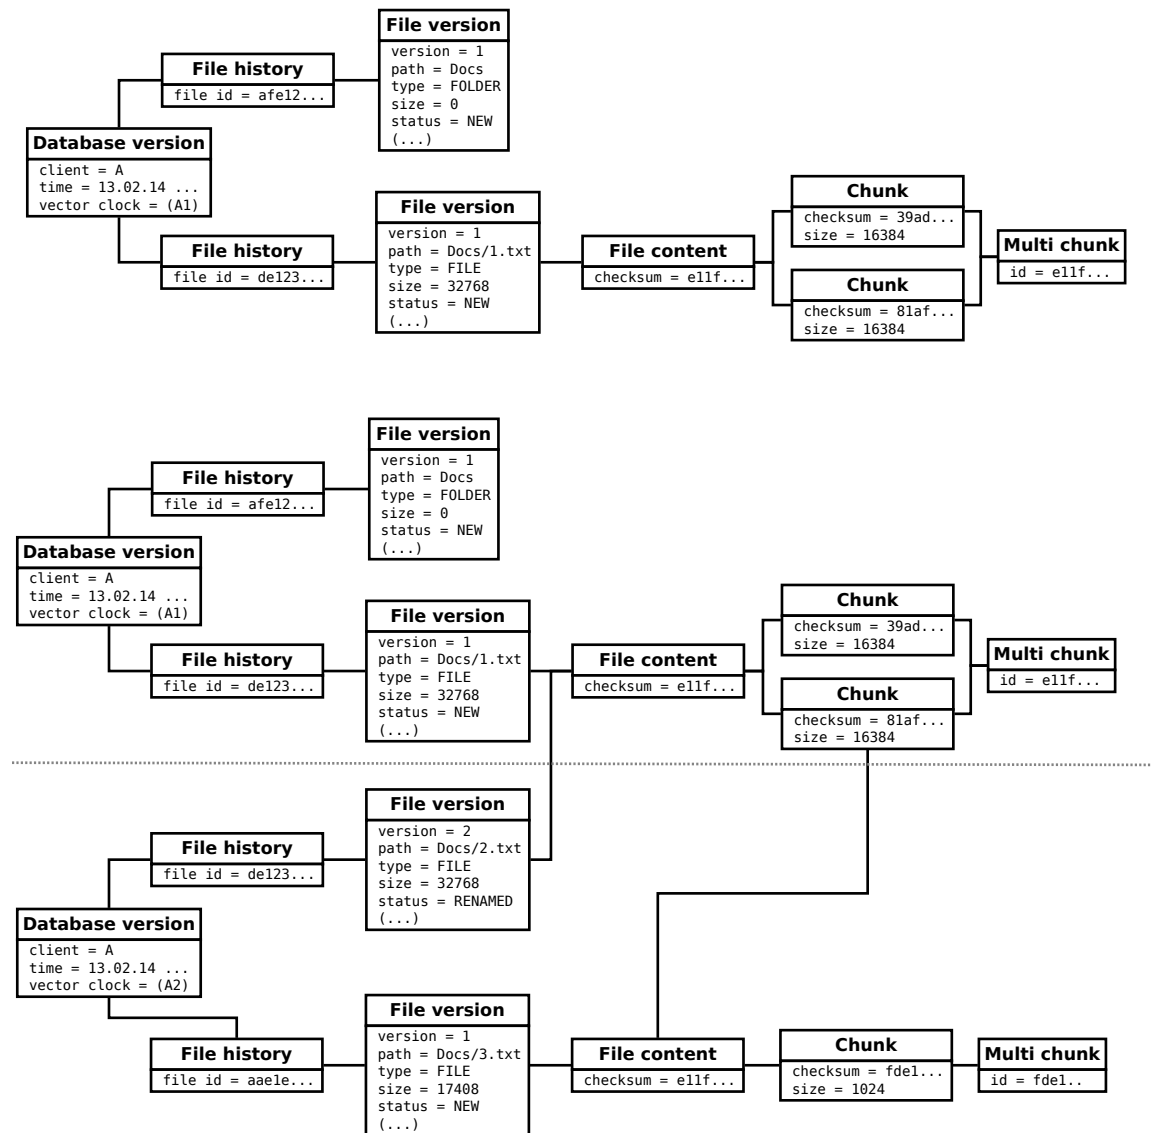 File version
version = 1
path = Docs
type = FOLDER
size = 0
status = NEW
(...)
File history
file id = afe12...
Database version
client = A
time = 13.02.14 ...
vector clock = (A1)
File history
file id = de123...
File version
version = 1
path = Docs/1.txt
type = FILE
size = 32768
status = NEW
(...)
File content
checksum = e11f...
Chunk
checksum = 39ad...
size = 16384
Chunk
checksum = 81af...
size = 16384
Multi chunk
id = e11f...
File version
version = 1
path = Docs
type = FOLDER
size = 0
status = NEW
(...)
File history
file id = afe12...
Database version
client = A
time = 13.02.14 ...
vector clock = (A1)
File history
file id = de123...
File version
version = 1
path = Docs/1.txt
type = FILE
size = 32768
status = NEW
(...)
File content
checksum = e11f...
Chunk
checksum = 39ad...
size = 16384
Chunk
checksum = 81af...
size = 16384
Multi chunk
id = e11f...
File version
version = 2
path = Docs/2.txt
type = FILE
size = 32768
status = RENAMED
(...)
File history
file id = de123...
Database version
client = A
time = 13.02.14 ...
vector clock = (A2)
File history
file id = aae1e...
File version
version = 1
path = Docs/3.txt
type = FILE
size = 17408
status = NEW
(...)
File content
checksum = e11f...
Chunk
checksum = fde1...
size = 1024
Multi chunk
id = fde1..